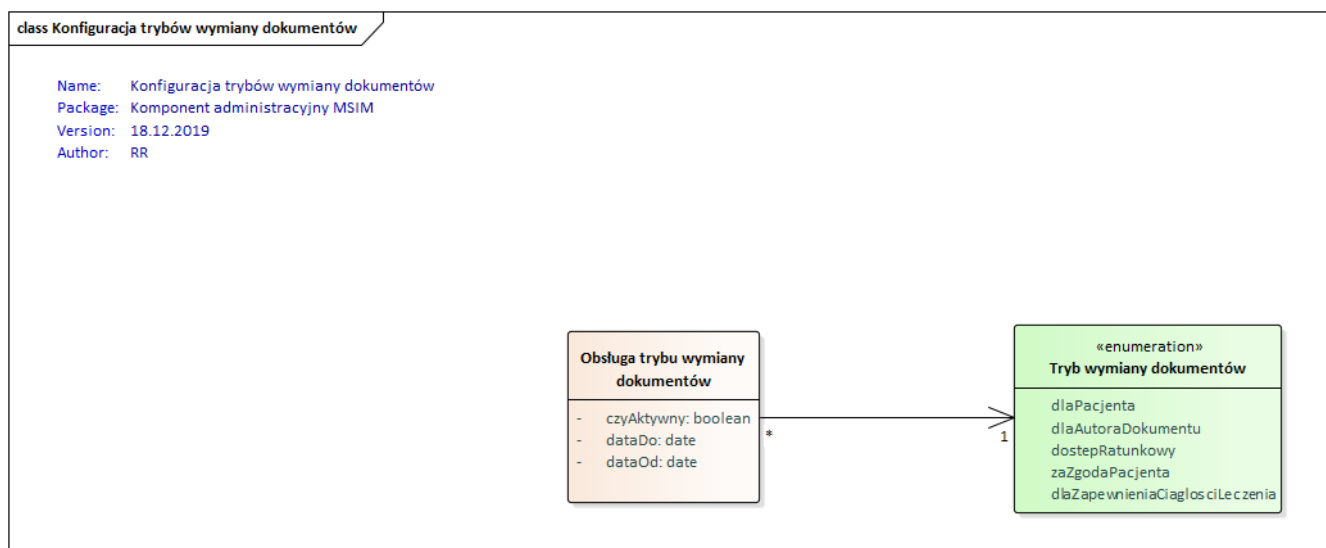 class Konfiguracja trybów wymiany dokumentów
Name: Konfiguracja trybów wymiany dokumentów
Package: Komponent administracyjny MSIM
Version: 18.12.2019
Author: RR
Obsługa trybu wymiany
dokumentów
- czyAktywny: boolean
- dataDo: date
- dataOd: date
*
1
«enumeration»
Tryb wymiany dokumentów
dlaPacjenta
dlaAutoraDokumentu
dostepRatunkowy
zaZgodaPacjenta
dlaZapewnieniaCiaglosciLeczenia